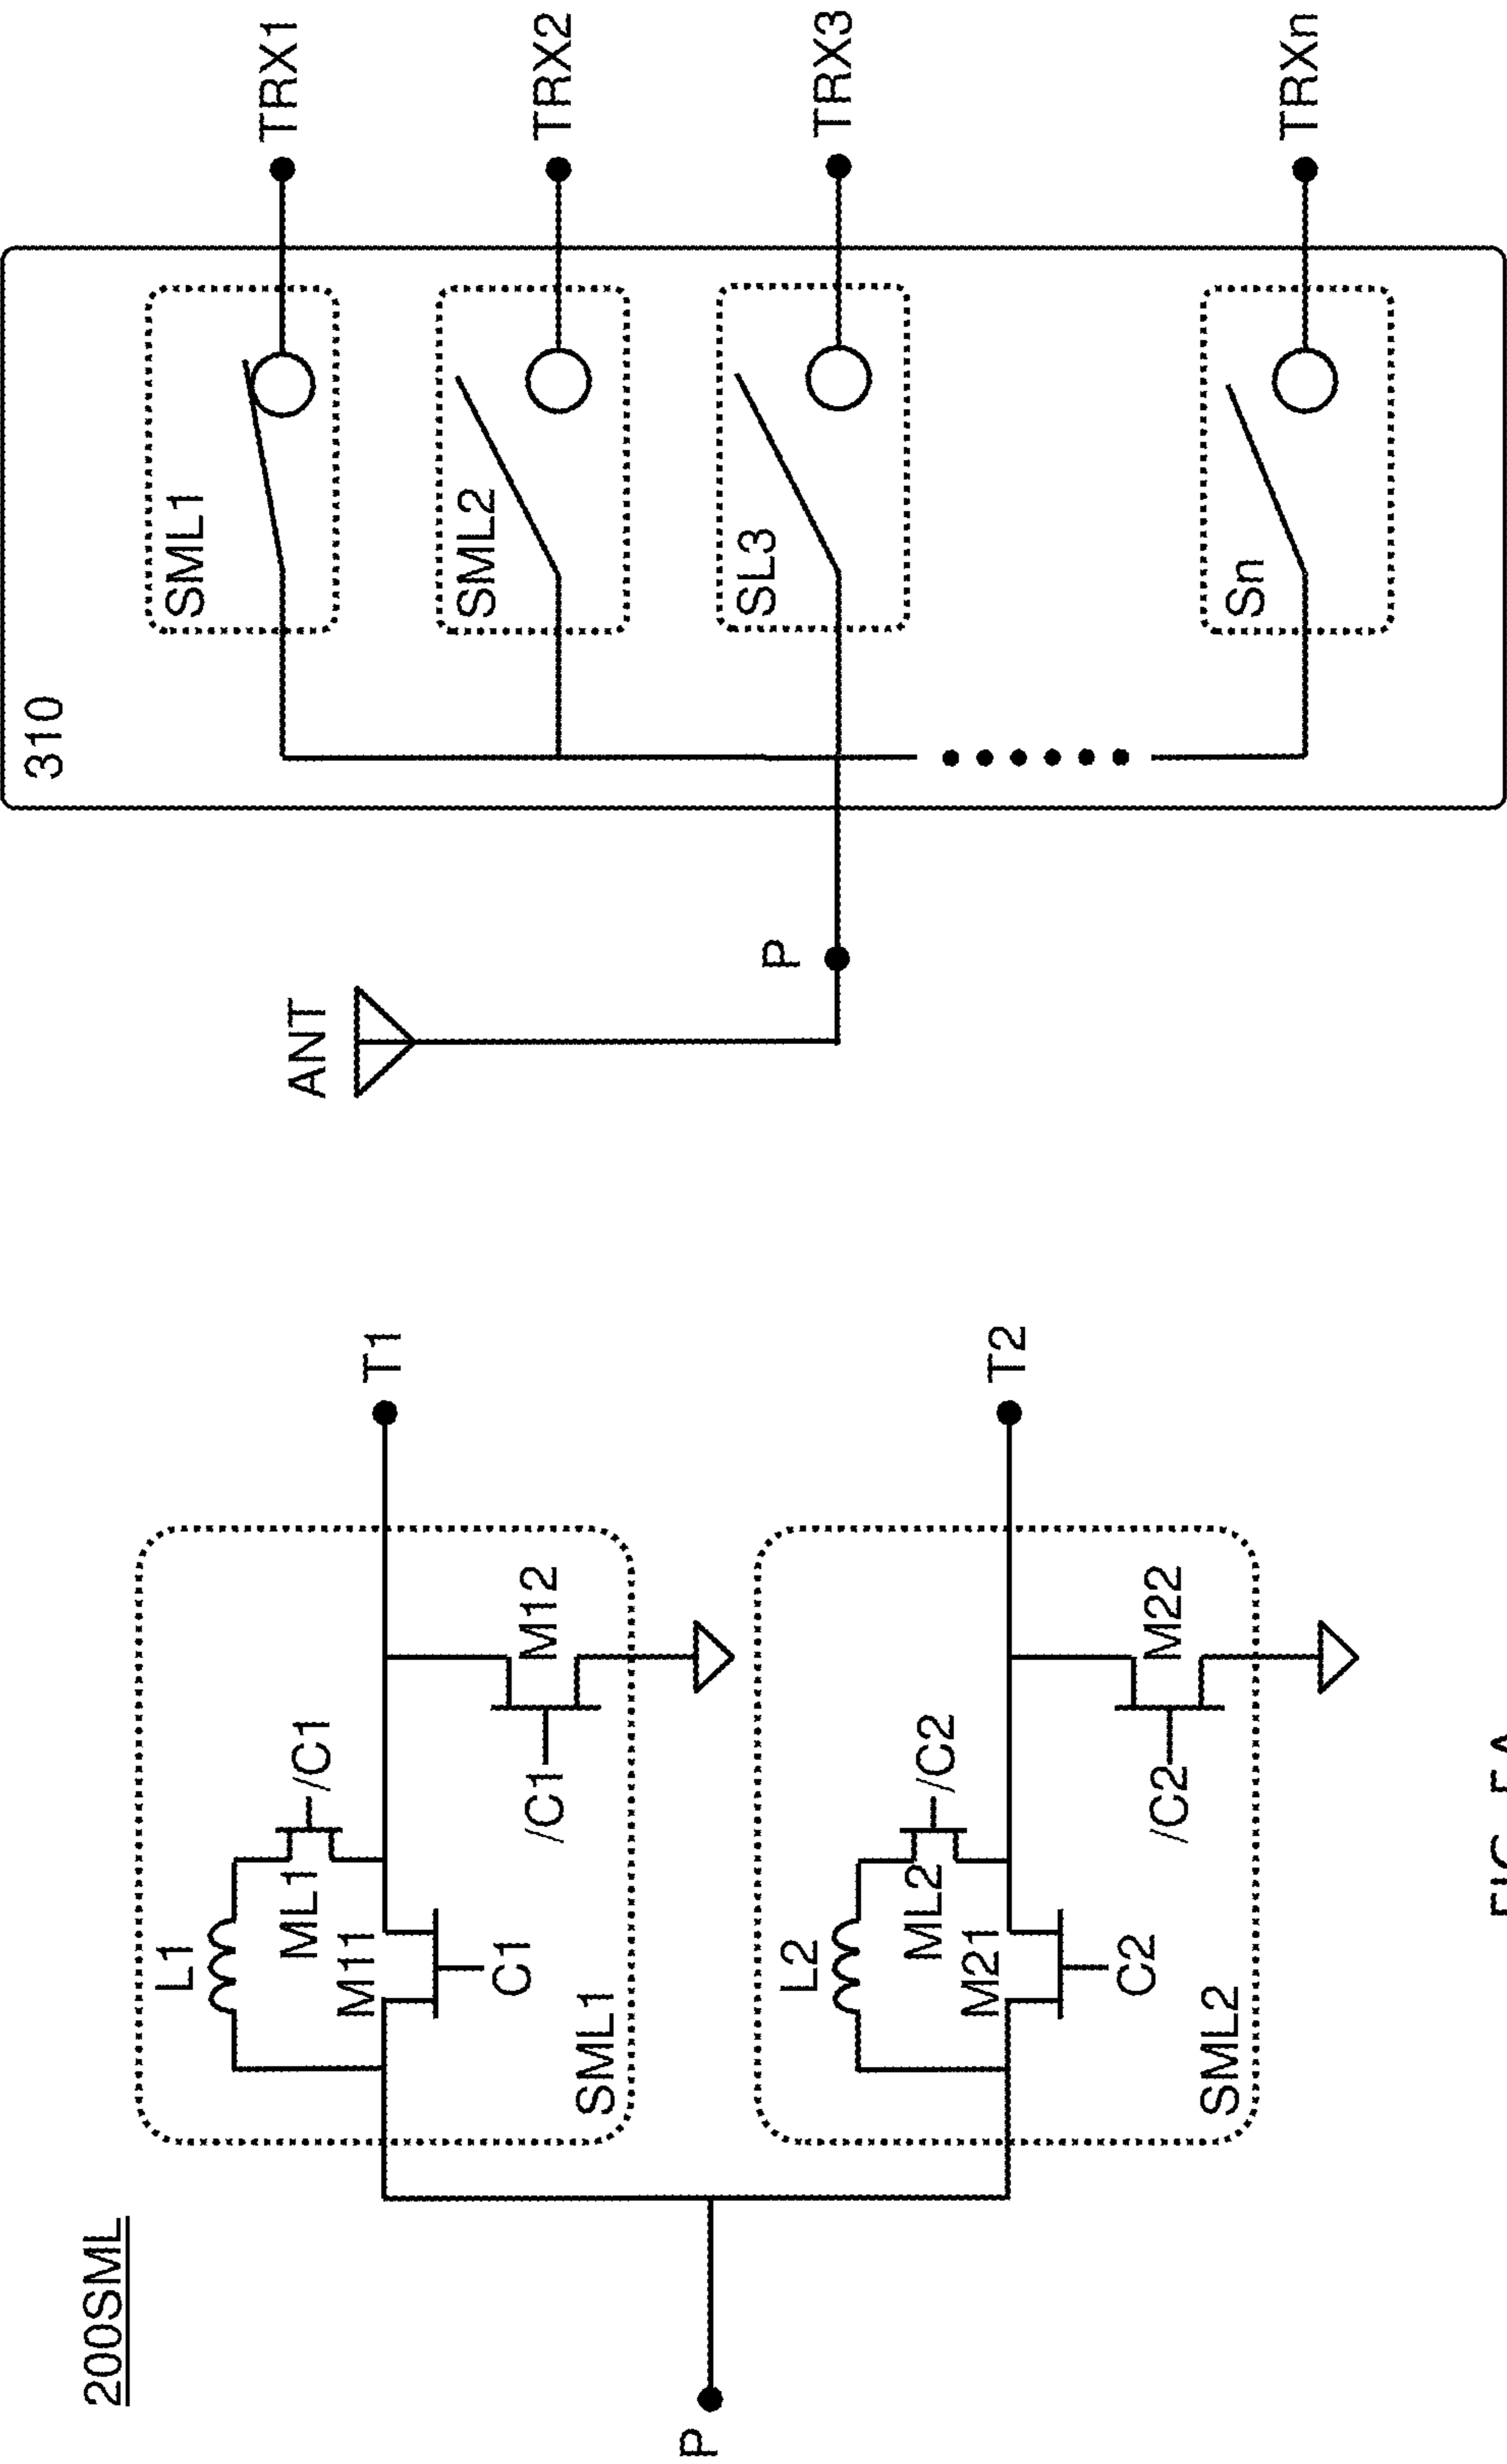 200SML
P
L1
ML1
/C1
M11
C1
/C1
M12
SML1
T1
L2
ML2
/C2
M21
C2
/C2
M22
SML2
T2
ANT
P
310
SML1
TRX1
SML2
TRX2
SL3
TRX3
Sn
TRXn